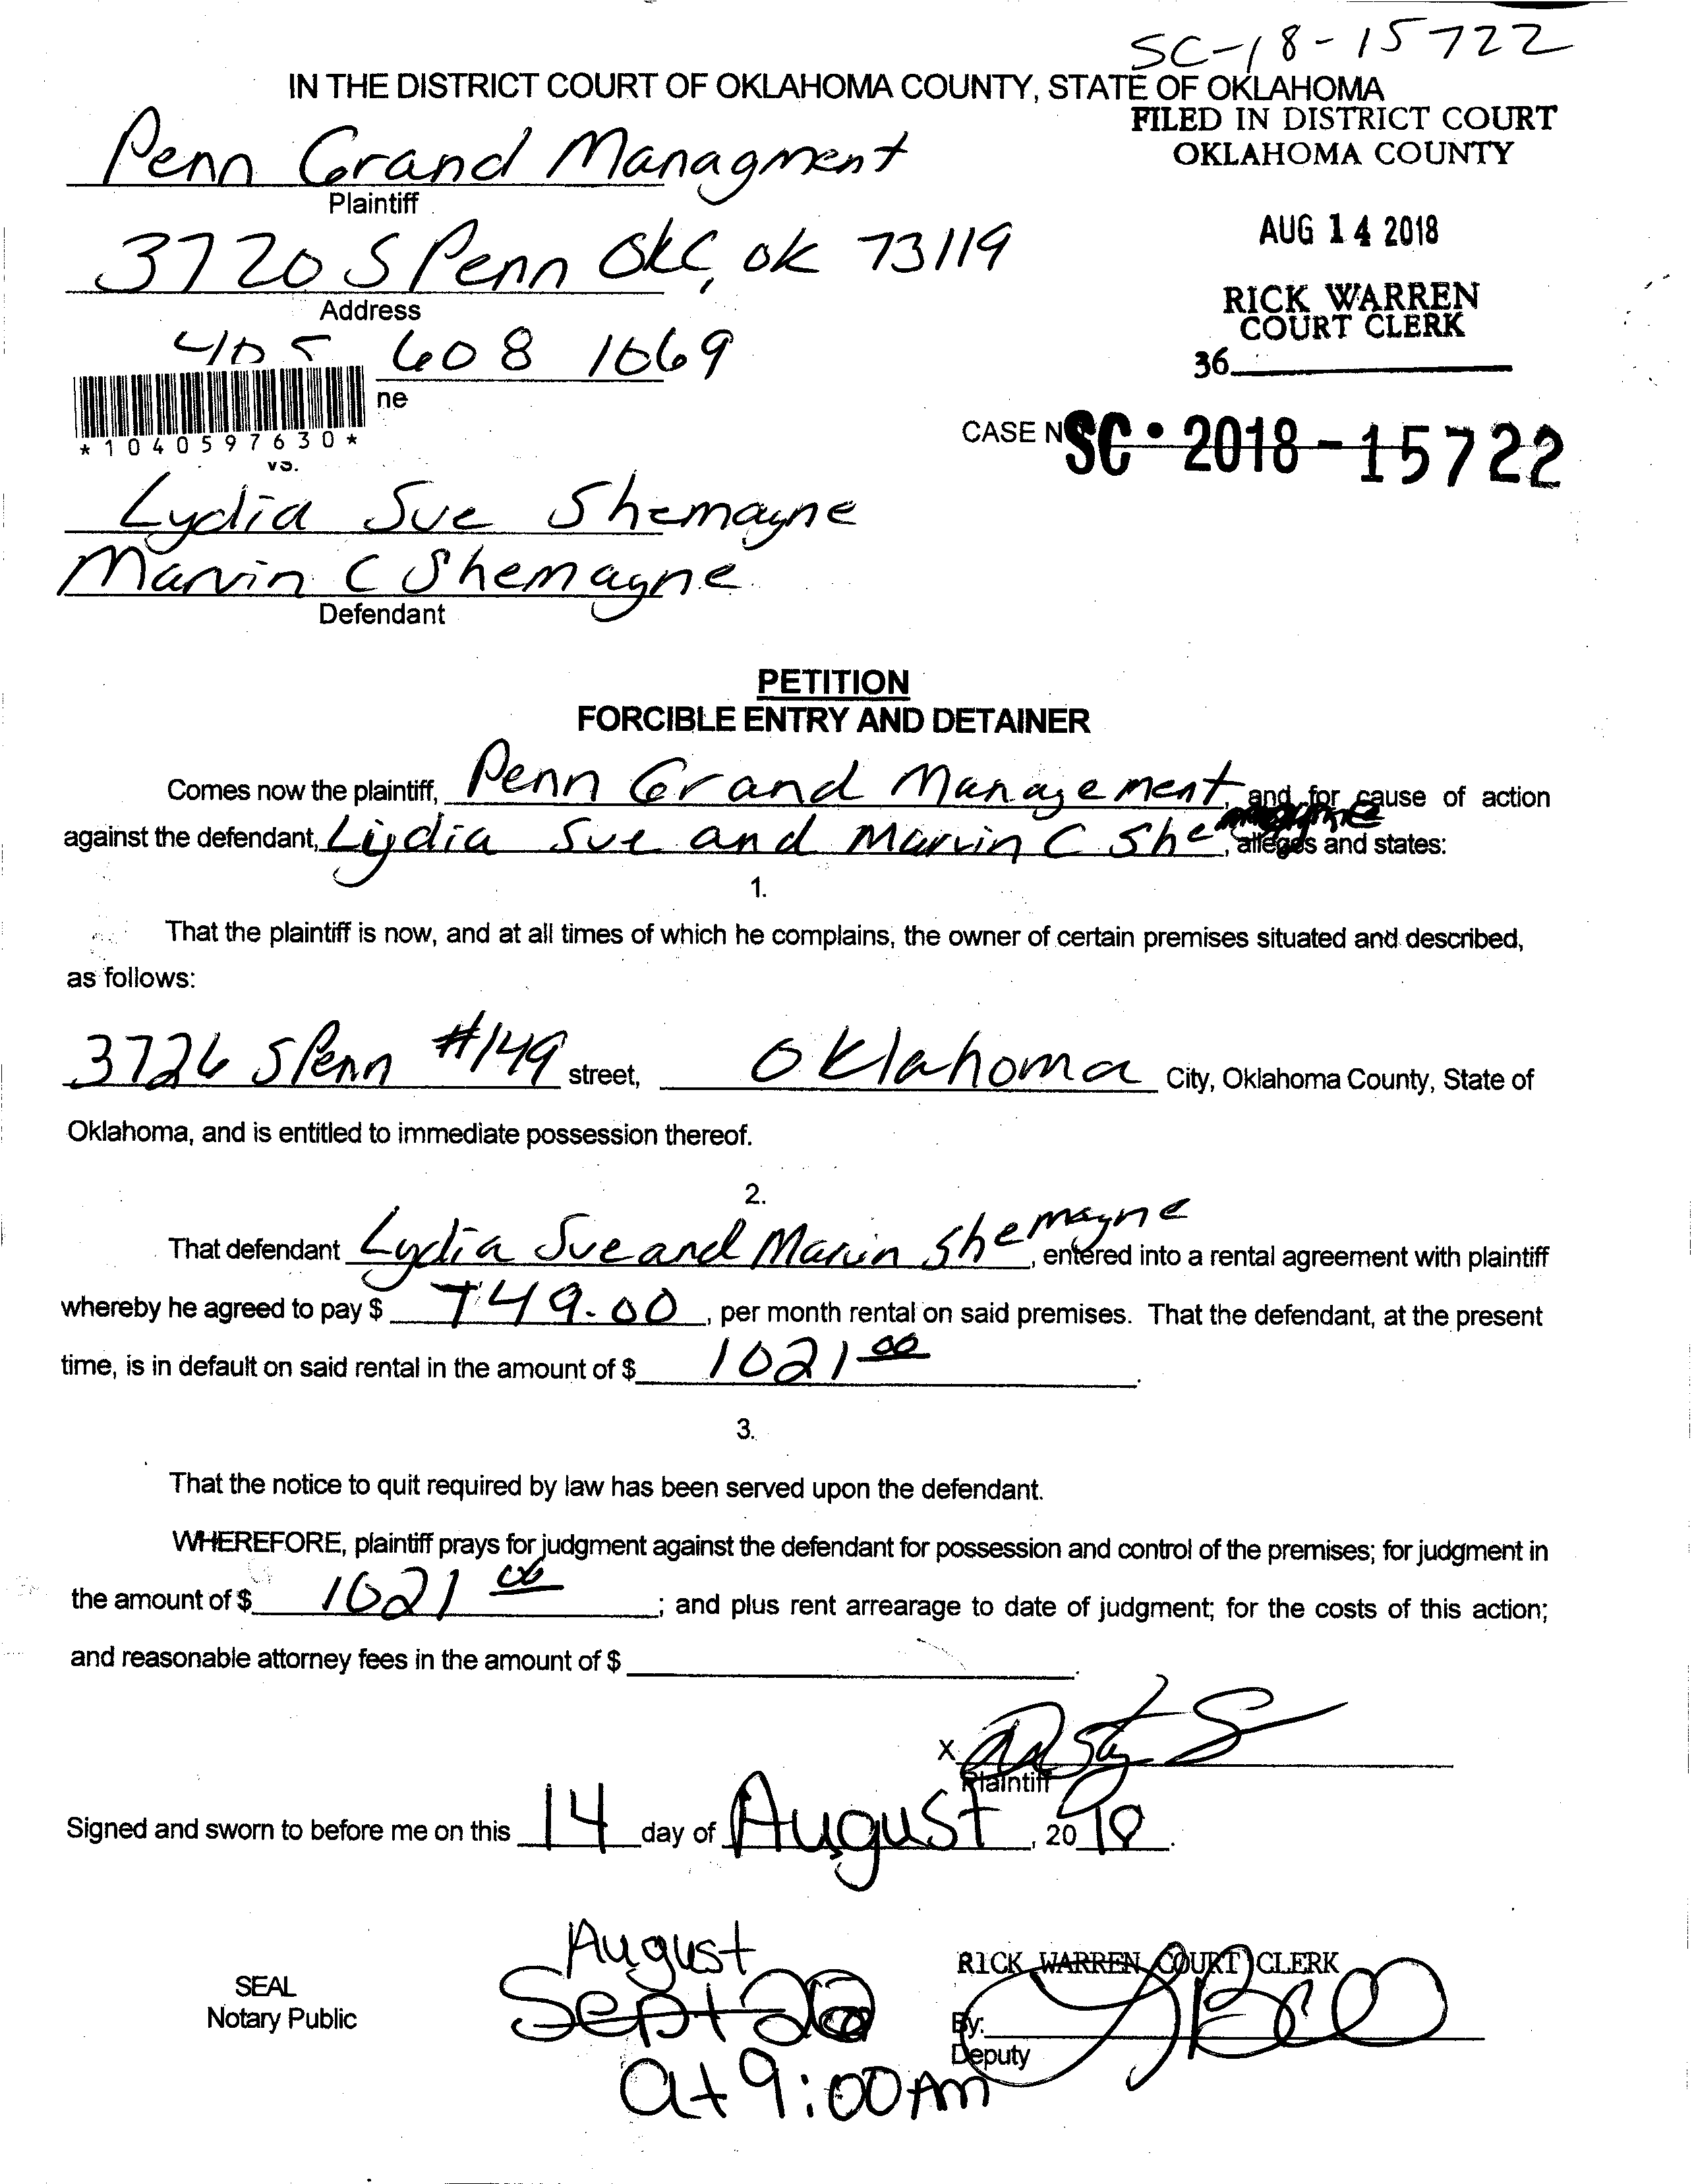 SC-18-15722
IN THE DISTRICT COURT OF OKLAHOMA COUNTY, STATE OF OKLAHOMA
FILED IN DISTRICT COURT
OKLAHOMA COUNTY
Penn Grand Managment
Plaintiff
AUG 14 2018
3720 S Penn OKC, OK 73119
Address
RICK WARREN
COURT CLERK
36
405 608 1069
ne
*1040597630*
CASE N SC • 2018 - 15722
vs.
Lydia Sue Shemayne
Marvin C Shemayne
Defendant
PETITION
FORCIBLE ENTRY AND DETAINER
Comes now the plaintiff, Penn Grand Management, and for cause of action
against the defendant, Lydia Sue and Marvin C She, alleges and states:
1.
That the plaintiff is now, and at all times of which he complains, the owner of certain premises situated and described,
as follows:
3726 S Penn #149 street, Oklahoma City, Oklahoma County, State of
Oklahoma, and is entitled to immediate possession thereof.
2.
That defendant Lydia Sue and Marvin Shemayne, entered into a rental agreement with plaintiff
whereby he agreed to pay $ 749.00, per month rental on said premises. That the defendant, at the present
time, is in default on said rental in the amount of $ 1021 00.
3.
That the notice to quit required by law has been served upon the defendant.
WHEREFORE, plaintiff prays for judgment against the defendant for possession and control of the premises; for judgment in
the amount of $ 1021 00; and plus rent arrearage to date of judgment; for the costs of this action;
and reasonable attorney fees in the amount of $ .
X
Plaintiff
Signed and sworn to before me on this 14 day of August, 2018.
August
SEAL
Notary Public
Sept 22
at 9:00 AM
RICK WARREN COURT CLERK
By:
Deputy